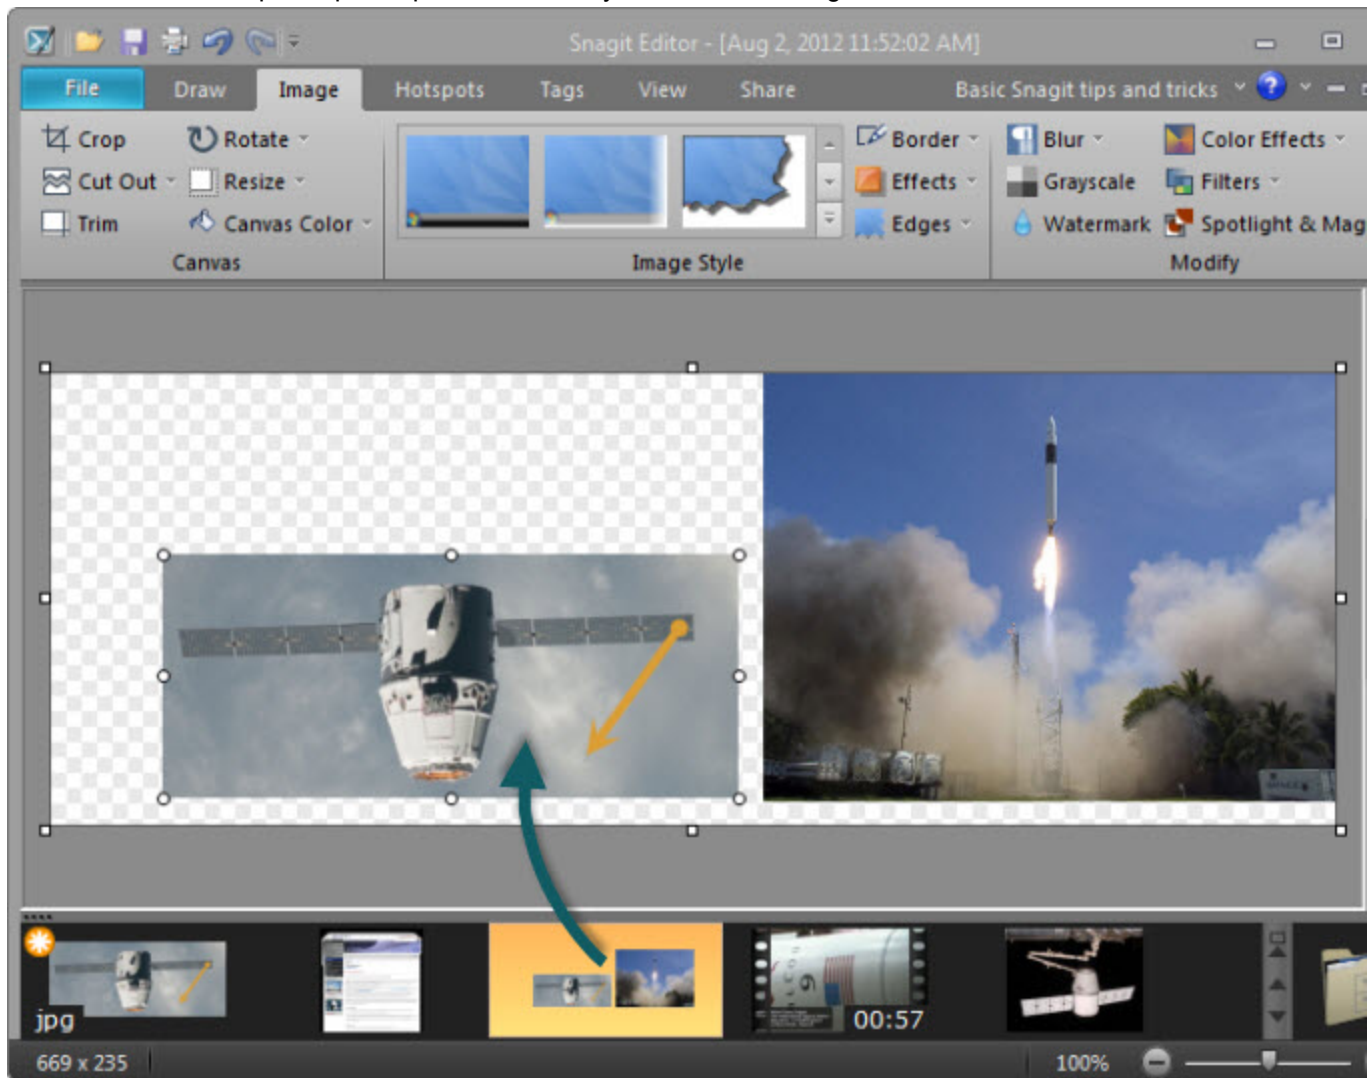 Snagit Editor - [Aug 2, 2012 11:52:02 AM]
File Draw Image Hotspots Tags View Share Basic Snagit tips and tricks
Crop Rotate Border Blur Color Effects
Cut Out Resize Effects Grayscale Filters
Trim Canvas Color Edges Watermark Spotlight & Mag
Canvas Image Style Modify
jpg 00:57
669 x 235 100%